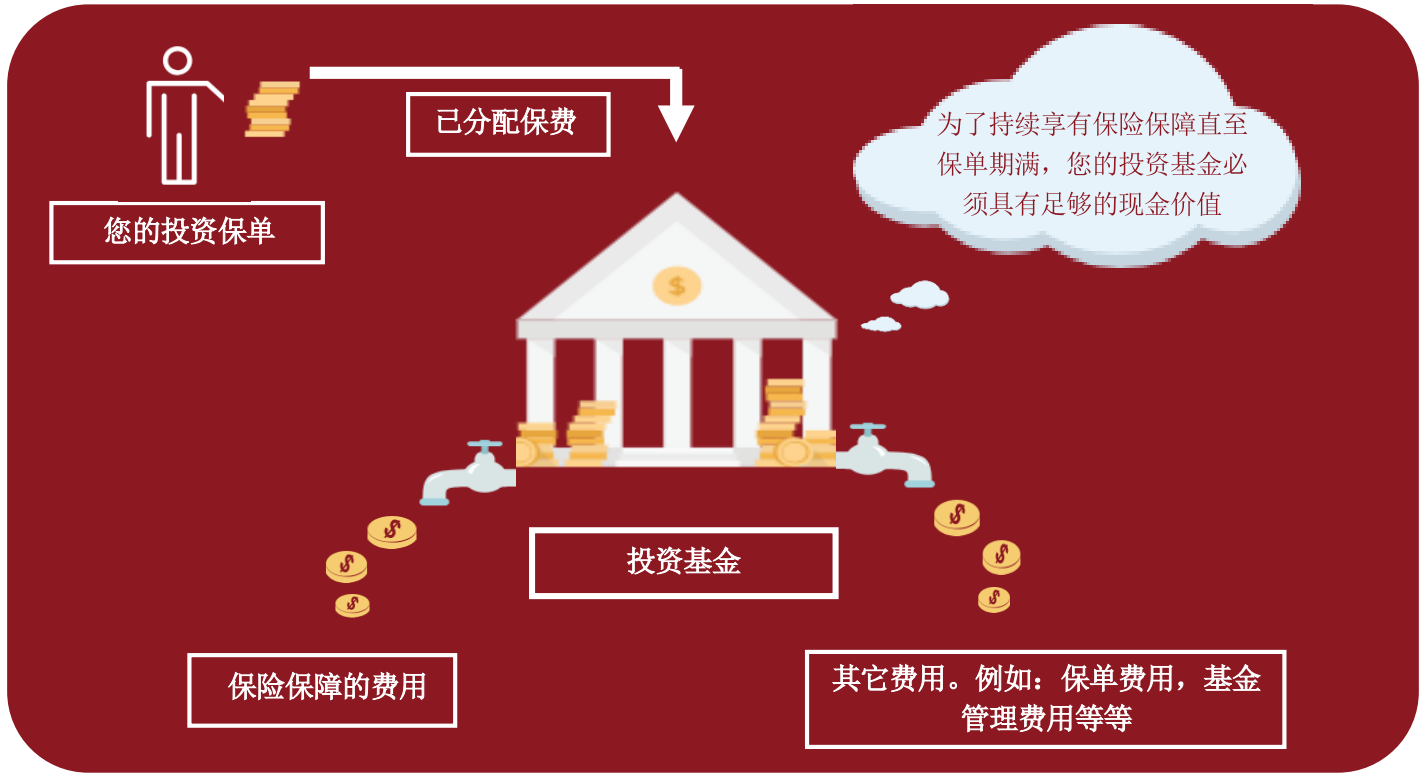 已分配保费
您的投资保单
为了持续享有保险保障直至
保单期满，您的投资基金必
须具有足够的现金价值
$
投资基金
保险保障的费用
其它费用。例如：保单费用，基金
管理费用等等